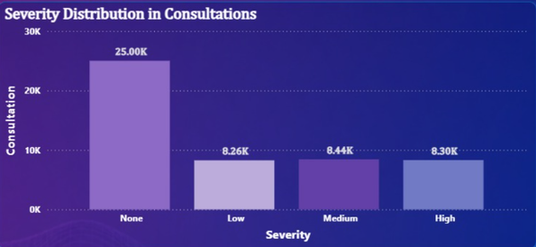 Severity Distribution in Consultations
30K
25.00K
20K
Consultation
10K
8.26K
8.44K
8.30K
0K
None
Low
Medium
High
Severity